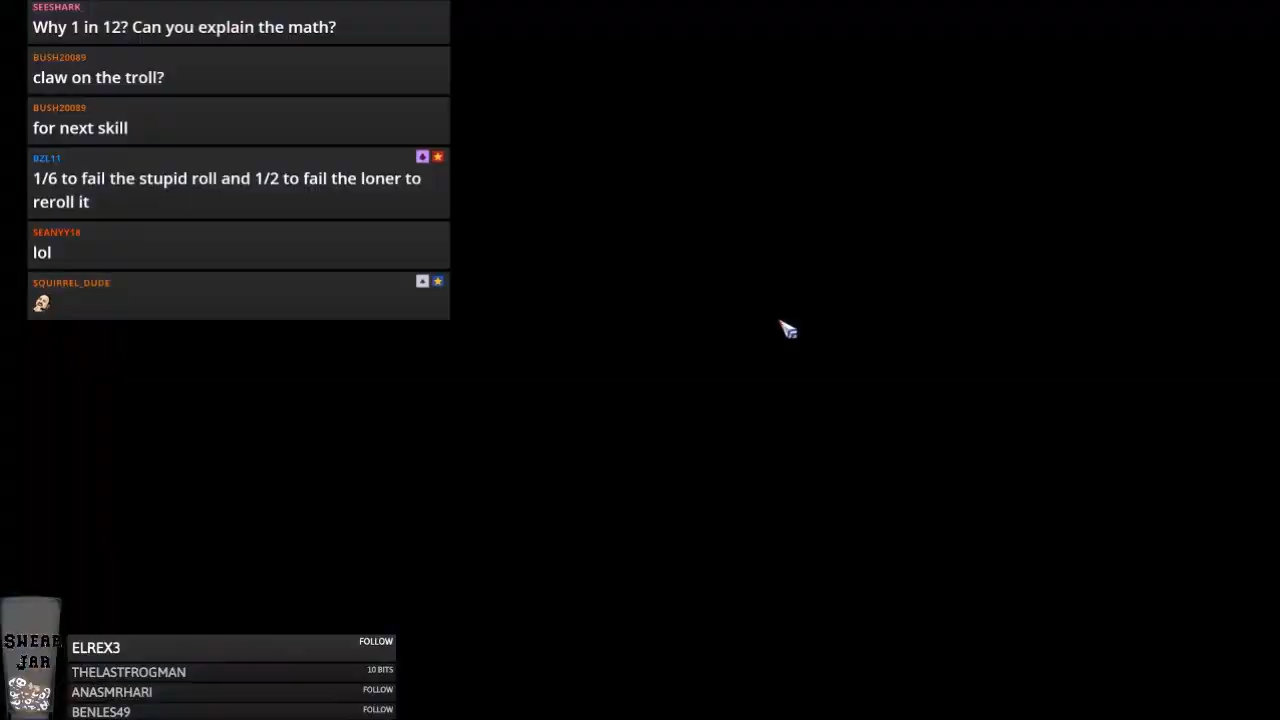 SEESHARK
Why 1 in 12? Can you explain the math?
BUSH20089
claw on the troll?
BUSH20089
for next skill
BZL11
1/6 to fail the stupid roll and 1/2 to fail the loner to
reroll it
SEANYY18
lol
SQUIRREL_DUDE
SWEAR
JAR
ELREX3 FOLLOW
THELASTFROGMAN 10 BITS
ANASMRHARI FOLLOW
BENLES49 FOLLOW